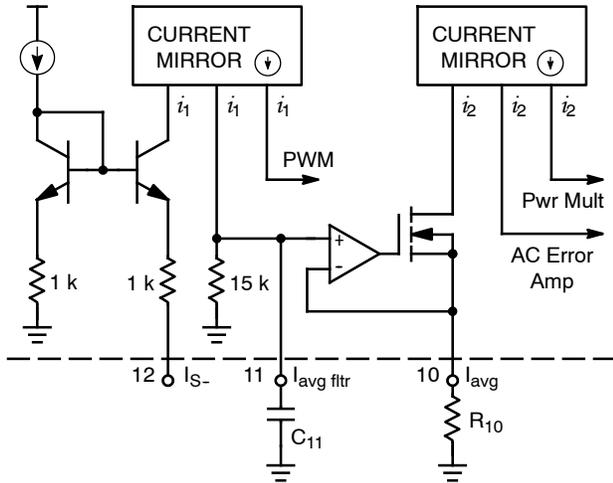 CURRENT
MIRROR
CURRENT
MIRROR
i1
i1
i1
i2
i2
i2
PWM
Pwr Mult
AC Error
Amp
+
-
1 k
1 k
15 k
12
IS-
11
Iavg fltr
10
Iavg
C11
R10